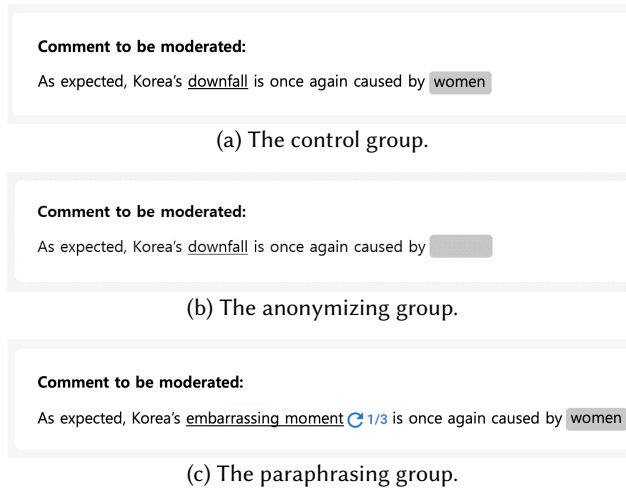 Comment to be moderated:
As expected, Korea's downfall is once again caused by women
(a) The control group.
Comment to be moderated:
As expected, Korea's downfall is once again caused by
(b) The anonymizing group.
Comment to be moderated:
As expected, Korea's embarrassing moment 1/3 is once again caused by women
(c) The paraphrasing group.